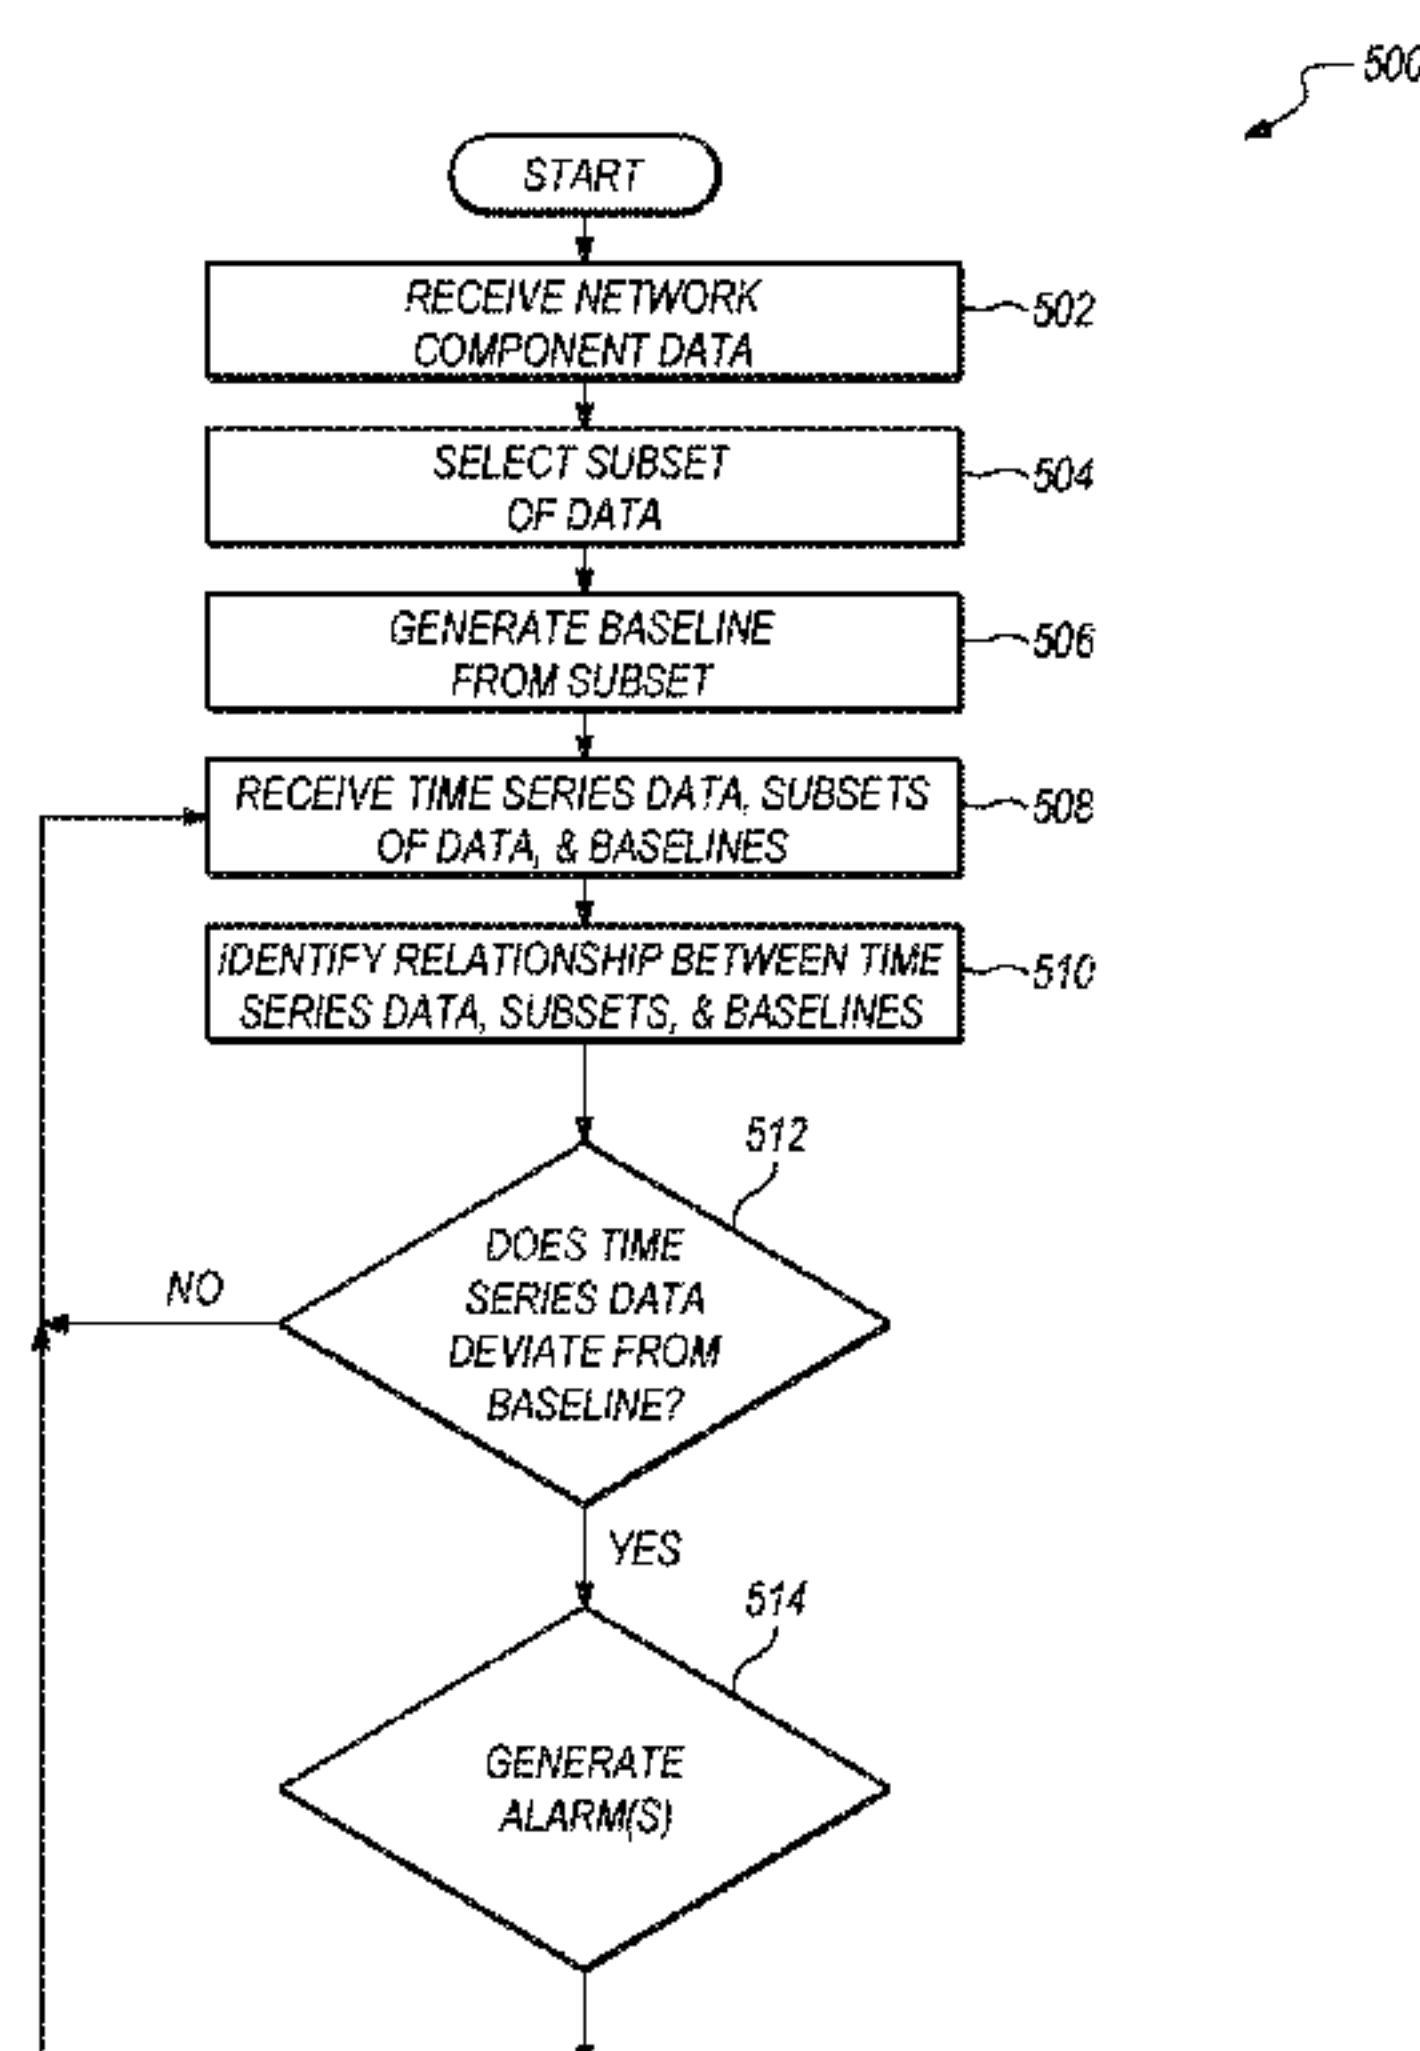 500
START
RECEIVE NETWORK
COMPONENT DATA
502
SELECT SUBSET
OF DATA
504
GENERATE BASELINE
FROM SUBSET
506
RECEIVE TIME SERIES DATA, SUBSETS
OF DATA, & BASELINES
508
IDENTIFY RELATIONSHIP BETWEEN TIME
SERIES DATA, SUBSETS, & BASELINES
510
512
DOES TIME
SERIES DATA
DEVIATE FROM
BASELINE?
NO
YES
514
GENERATE
ALARM(S)